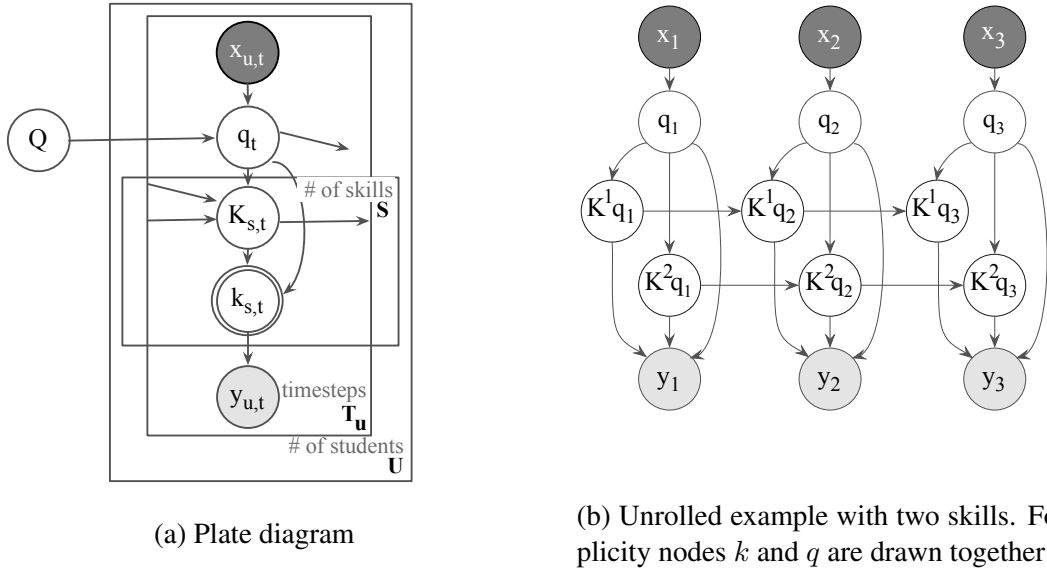 x_{u,t}
Q
q_t
# of skills
S
K_{s,t}
k_{s,t}
y_{u,t}
timesteps
T_u
# of students
U
(a) Plate diagram
x_1 x_2 x_3
q_1 q_2 q_3
K^1q_1 K^1q_2 K^1q_3
K^2q_1 K^2q_2 K^2q_3
y_1 y_2 y_3
(b) Unrolled example with two skills.
plicity nodes k and q are drawn together